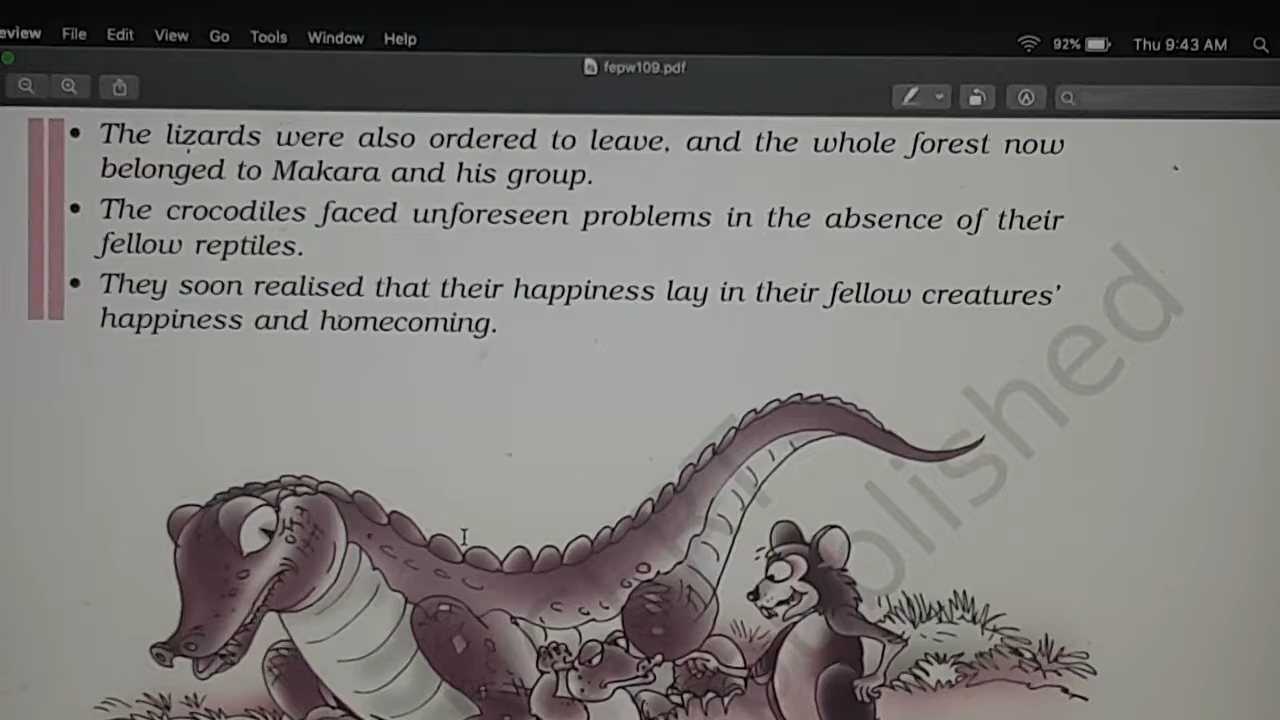 eview File Edit View Go Tools Window Help 92% Thu 9:43 AM
fepw109.pdf
• The lizards were also ordered to leave, and the whole forest now
belonged to Makara and his group.
• The crocodiles faced unforeseen problems in the absence of their
fellow reptiles.
• They soon realised that their happiness lay in their fellow creatures'
happiness and homecoming.
olished